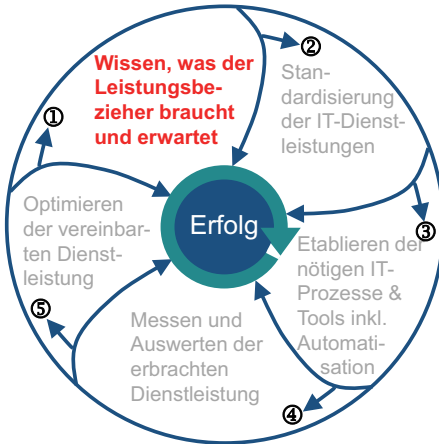 ①
Wissen, was der
Leistungsbe-
zieher braucht
und erwartet
②
Stan-
dardisierung
der IT-Dienst-
leistungen
③
Etablieren der
nötigen IT-
Prozesse &
Tools inkl.
Automati-
sation
④
Messen und
Auswerten der
erbrachten
Dienstleistung
⑤
Optimieren
der vereinbar-
ten Dienst-
leistung
Erfolg